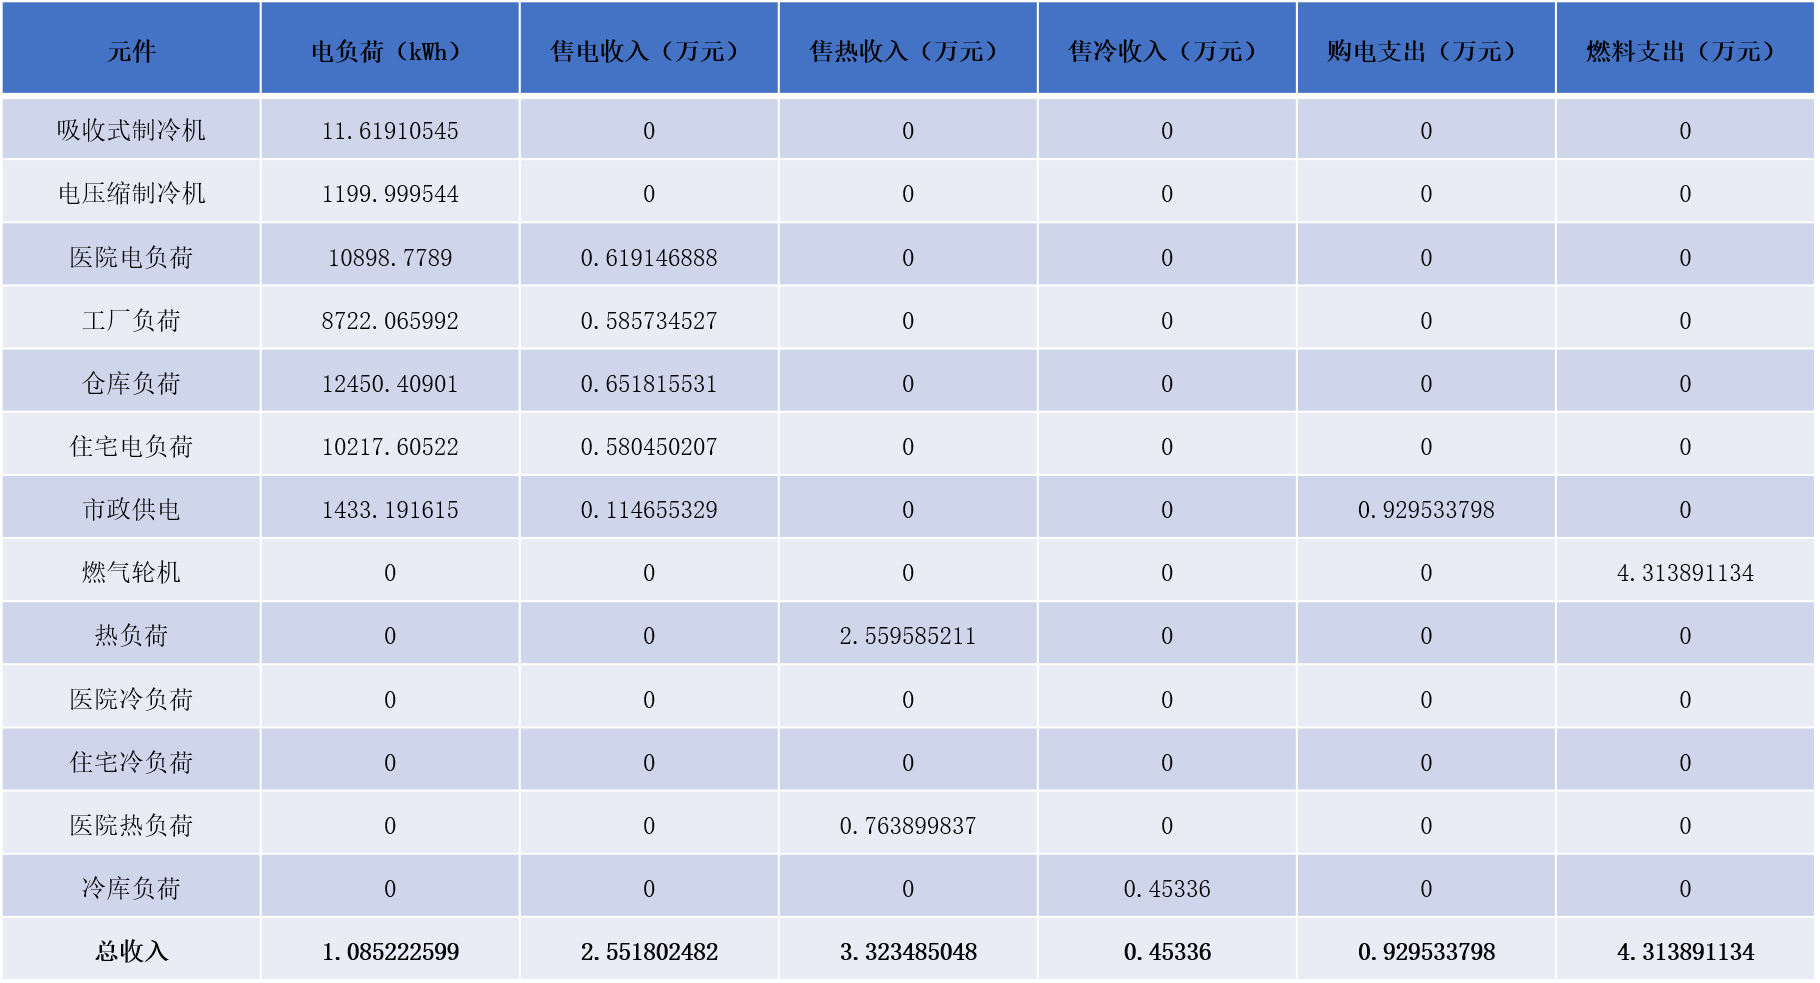 元件 电负荷（kWh） 售电收入（万元） 售热收入（万元） 售冷收入（万元） 购电支出（万元） 燃料支出（万元）
吸收式制冷机 11.61910545 0 0 0 0 0
电压缩制冷机 1199.999544 0 0 0 0 0
医院电负荷 10898.7789 0.619146888 0 0 0 0
工厂负荷 8722.065992 0.585734527 0 0 0 0
仓库负荷 12450.40901 0.651815531 0 0 0 0
住宅电负荷 10217.60522 0.580450207 0 0 0 0
市政供电 1433.191615 0.114655329 0 0 0.929533798 0
燃气轮机 0 0 0 0 0 4.313891134
热负荷 0 0 2.559585211 0 0 0
医院冷负荷 0 0 0 0 0 0
住宅冷负荷 0 0 0 0 0 0
医院热负荷 0 0 0.763899837 0 0 0
冷库负荷 0 0 0 0.45336 0 0
总收入 1.085222599 2.551802482 3.323485048 0.45336 0.929533798 4.313891134